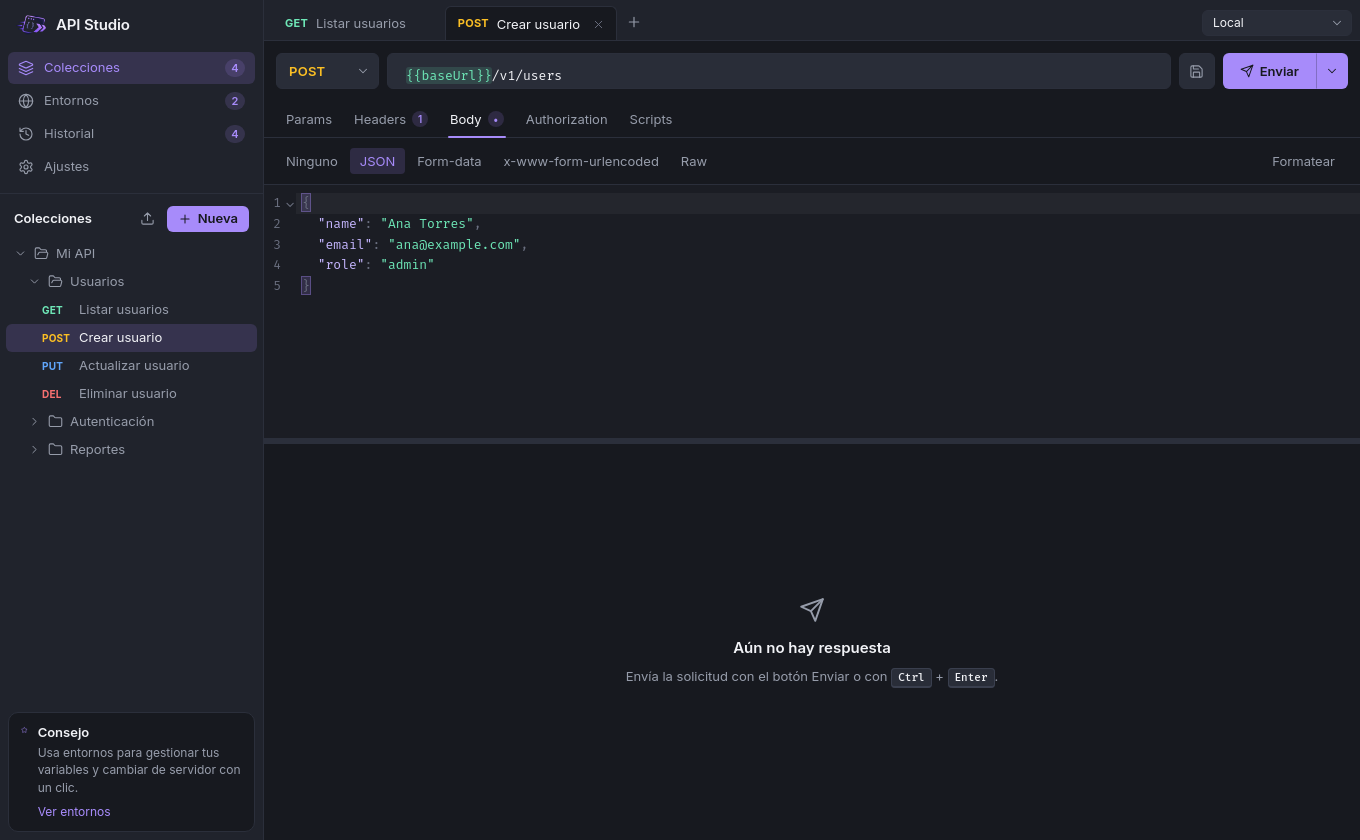 API Studio
Colecciones 4
Entornos 2
Historial 4
Ajustes
Colecciones
Nueva
Mi API
Usuarios
GET Listar usuarios
POST Crear usuario
PUT Actualizar usuario
DEL Eliminar usuario
Autenticación
Reportes
Consejo
Usa entornos para gestionar tus
variables y cambiar de servidor con
un clic.
Ver entornos
GET Listar usuarios
POST Crear usuario
Local
POST
{{baseUrl}}/v1/users
Enviar
Params
Headers 1
Body
Authorization
Scripts
Ninguno
JSON
Form-data
x-www-form-urlencoded
Raw
Formatear
1 {
2 "name": "Ana Torres",
3 "email": "ana@example.com",
4 "role": "admin"
5 }
Aún no hay respuesta
Envía la solicitud con el botón Enviar o con Ctrl + Enter.